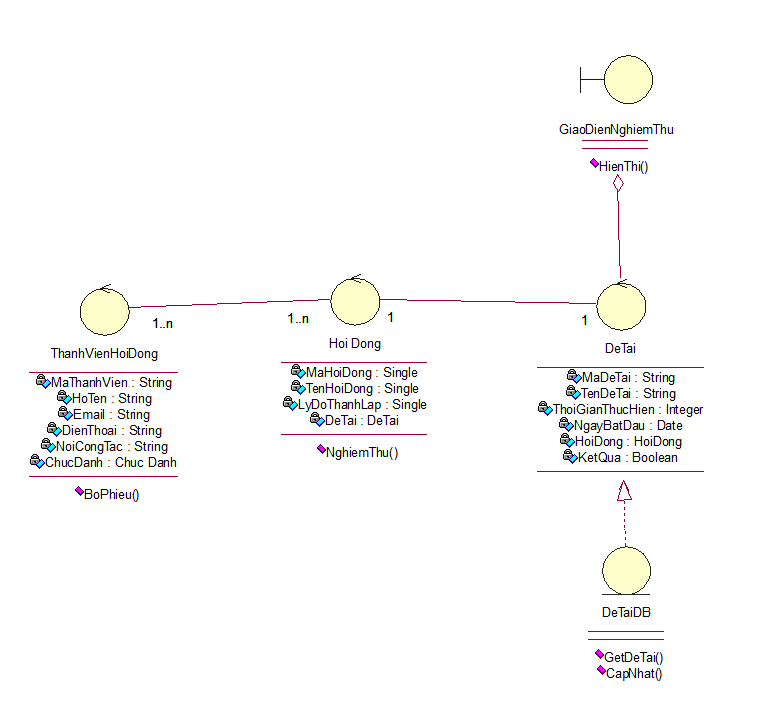 GiaoDienNghiemThu
HienThi()
1..n
1..n
1
1
ThanhVienHoiDong
MaThanhVien : String
HoTen : String
Email : String
DienThoai : String
NoiCongTac : String
ChucDanh : Chuc Danh
BoPhieu()
Hoi Dong
MaHoiDong : Single
TenHoiDong : Single
LyDoThanhLap : Single
DeTai : DeTai
NghiemThu()
DeTai
MaDeTai : String
TenDeTai : String
ThoiGianThucHien : Integer
NgayBatDau : Date
HoiDong : HoiDong
KetQua : Boolean
DeTaiDB
GetDeTai()
CapNhat()